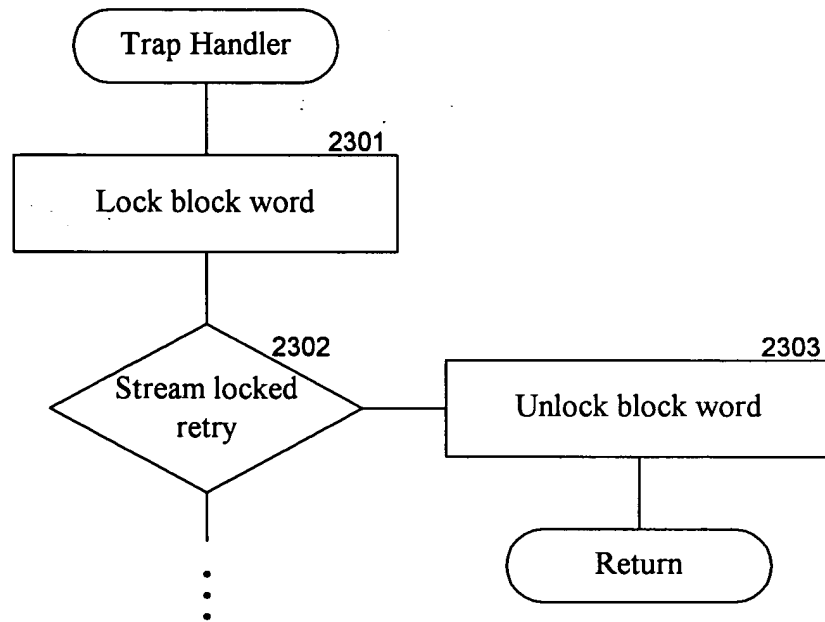 Trap Handler
2301
Lock block word
2302
Stream locked
retry
2303
Unlock block word
Return